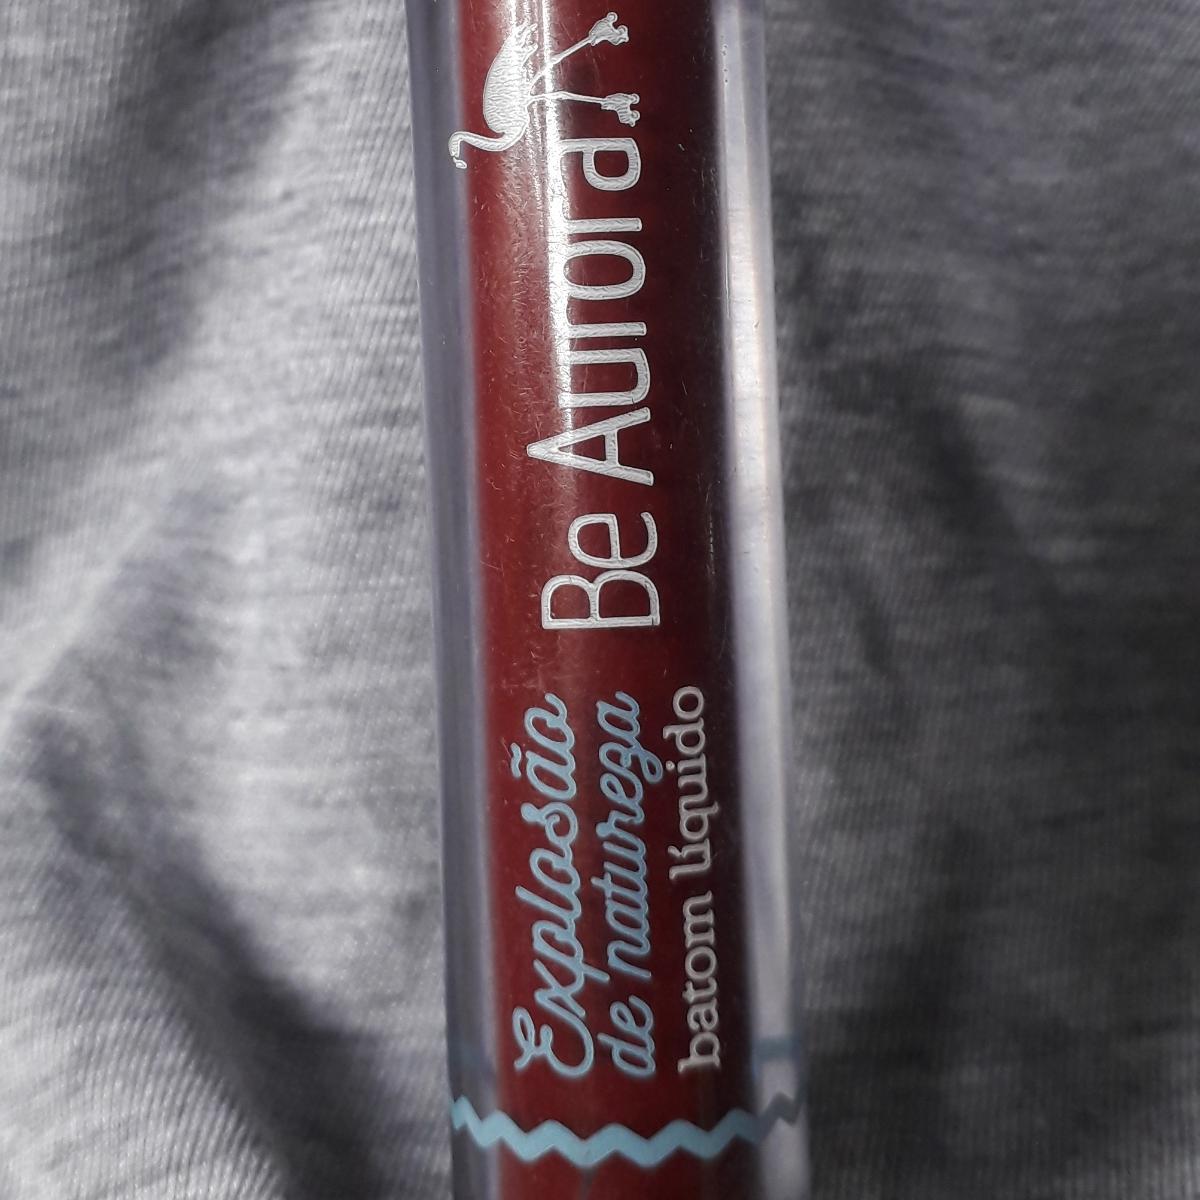 Be Aurora
Explosão
de natureza
batom líquido